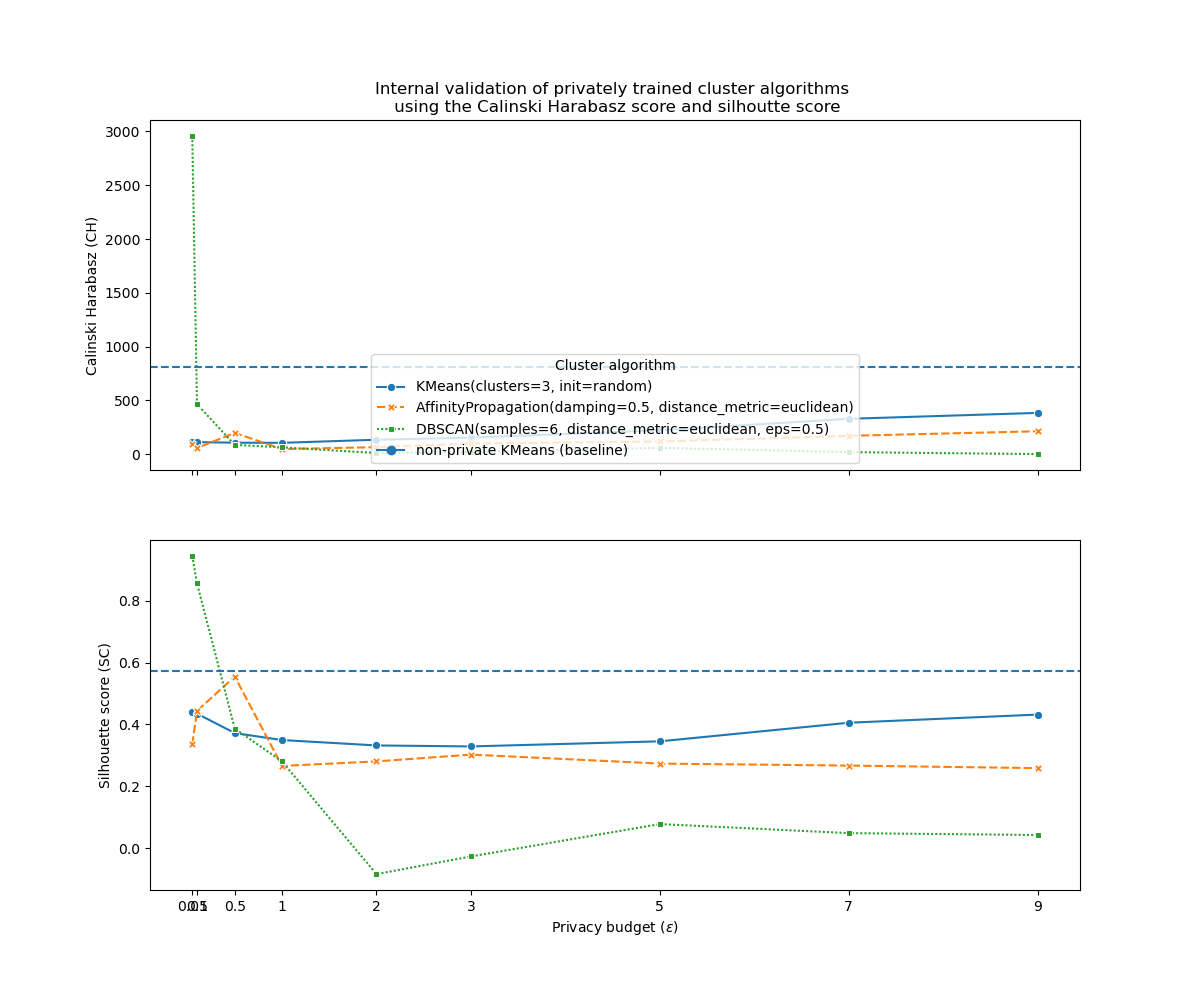 Internal validation of privately trained cluster algorithms
using the Calinski Harabasz score and silhoutte score
3000
2500
2000
1500
1000
500
0
Calinski Harabasz (CH)
Cluster algorithm
KMeans(clusters=3, init=random)
AffinityPropagation(damping=0.5, distance_metric=euclidean)
DBSCAN(samples=6, distance_metric=euclidean, eps=0.5)
non-private KMeans (baseline)
0.8
0.6
0.4
0.2
0.0
Silhouette score (SC)
0.5 1 2 3 5 7 9
Privacy budget (ε)